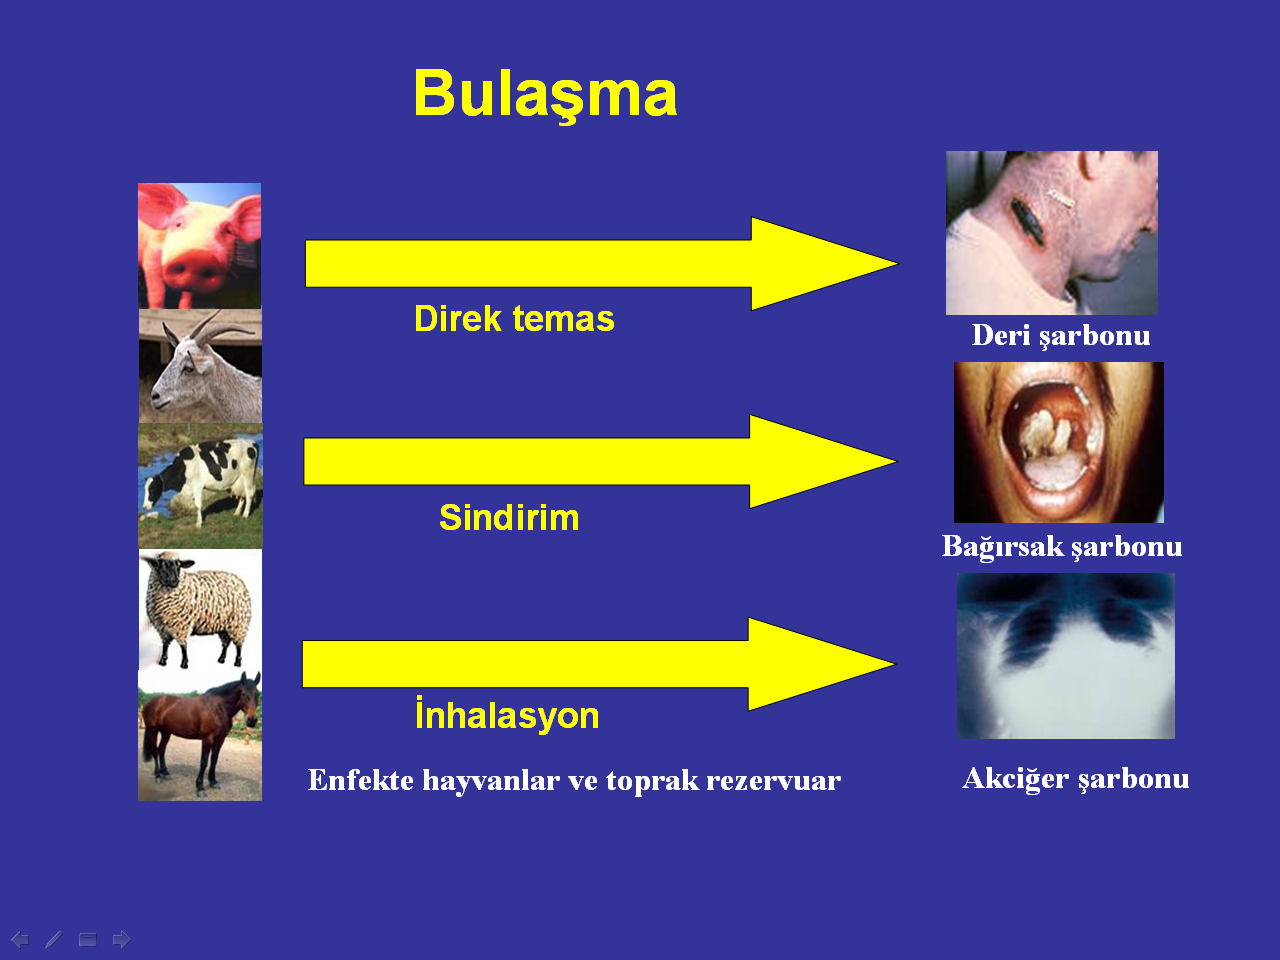 Bulaşma
Direk temas
Deri şarbonu
Sindirim
Bağırsak şarbonu
İnhalasyon
Enfekte hayvanlar ve toprak rezervuar
Akciğer şarbonu